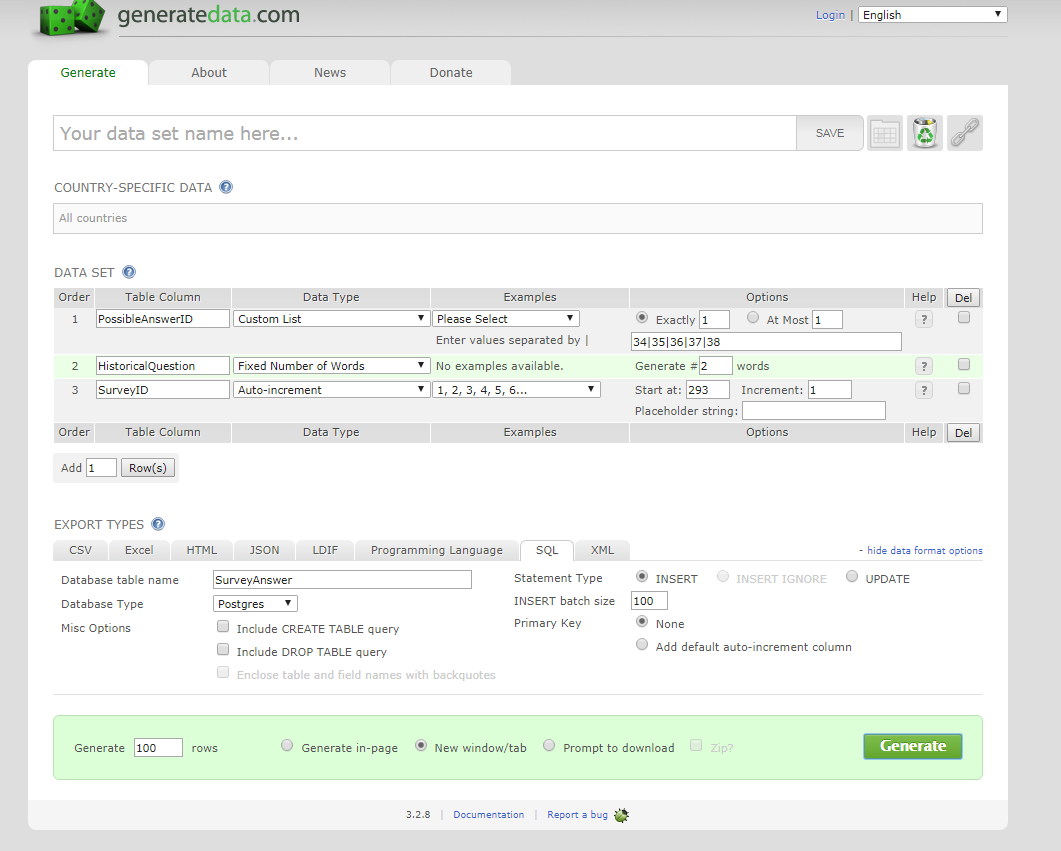 generatedata.com
Login | English
Generate About News Donate
Your data set name here... SAVE
COUNTRY-SPECIFIC DATA ?
All countries
DATA SET ?
Order Table Column Data Type Examples Options Help Del
1 PossibleAnswerID Custom List Please Select Exactly 1 At Most 1 ?
Enter values separated by | 34|35|36|37|38
2 HistoricalQuestion Fixed Number of Words No examples available. Generate # 2 words ?
3 SurveyID Auto-increment 1, 2, 3, 4, 5, 6... Start at: 293 Increment: 1 ?
Placeholder string:
Order Table Column Data Type Examples Options Help Del
Add 1 Row(s)
EXPORT TYPES ?
CSV Excel HTML JSON LDIF Programming Language SQL XML - hide data format options
Database table name SurveyAnswer Statement Type INSERT INSERT IGNORE UPDATE
Database Type Postgres INSERT batch size 100
Misc Options Include CREATE TABLE query Primary Key None
Include DROP TABLE query Add default auto-increment column
Enclose table and field names with backquotes
Generate 100 rows Generate in-page New window/tab Prompt to download Zip? Generate
3.2.8 | Documentation | Report a bug